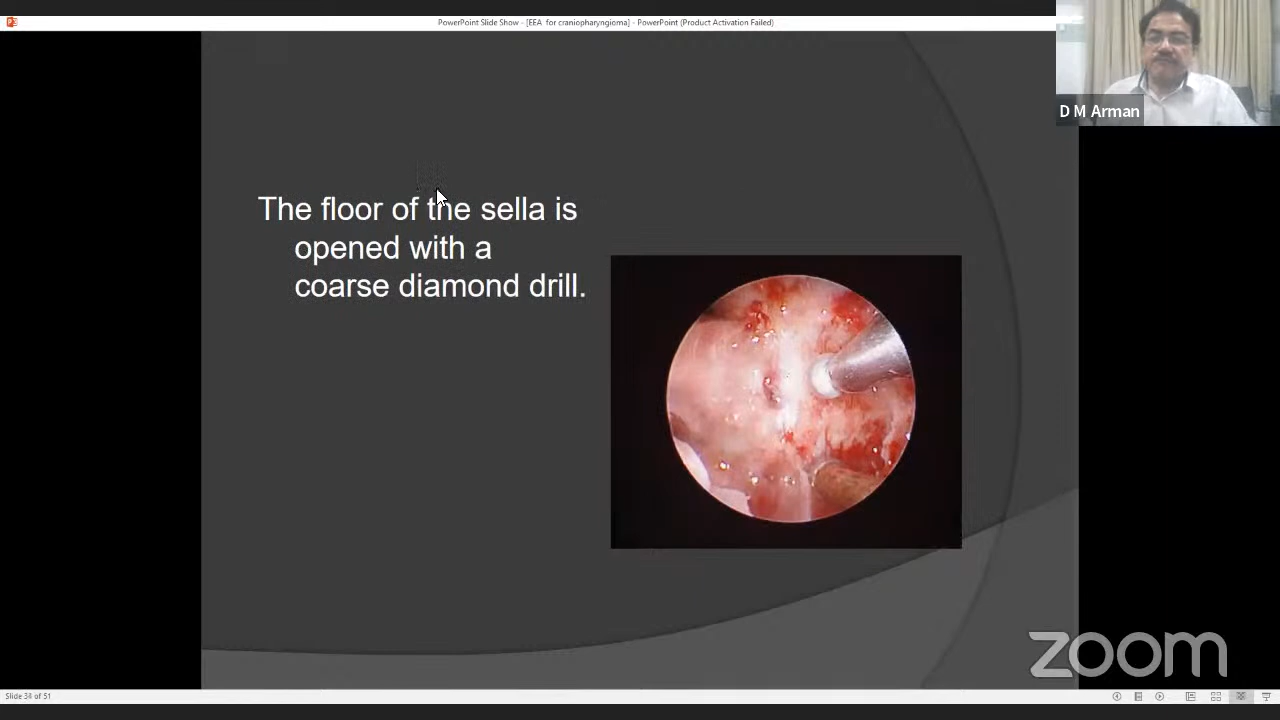 PowerPoint Slide Show - [EEA for craniopharyngioma] - PowerPoint (Product Activation Failed)
D M Arman
The floor of the sella is
opened with a
coarse diamond drill.
zoom
Slide 34 of 51